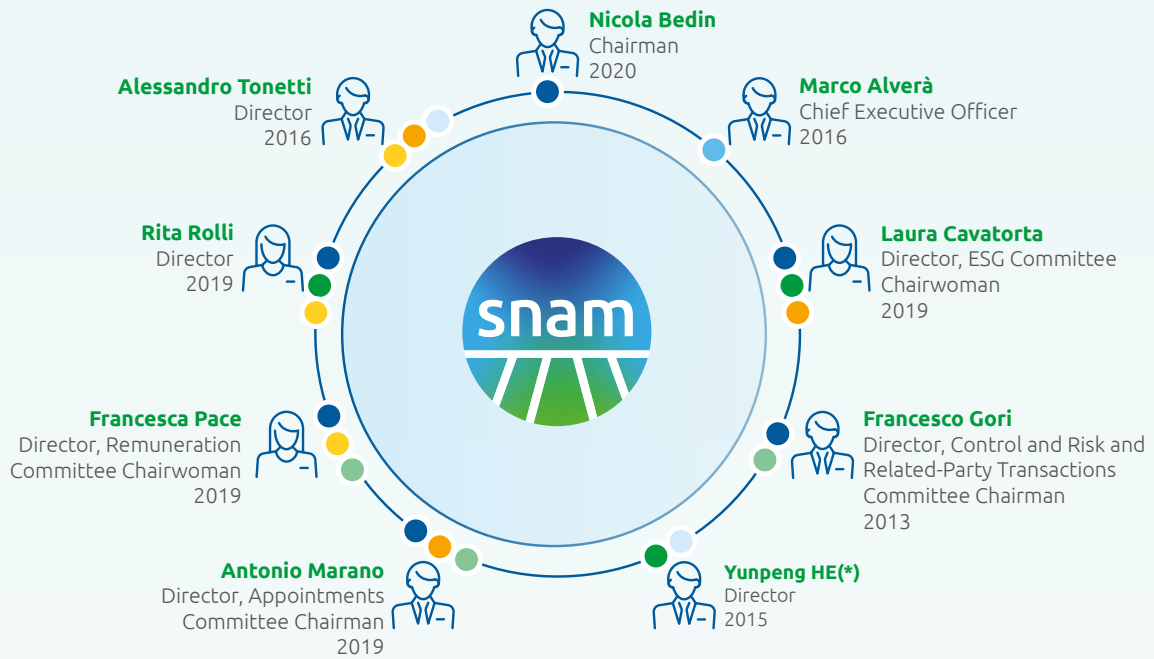 Nicola Bedin
Chairman
2020
Alessandro Tonetti
Director
2016
Marco Alverà
Chief Executive Officer
2016
Rita Rolli
Director
2019
Laura Cavatorta
Director, ESG Committee
Chairwoman
2019
snam
Francesca Pace
Director, Remuneration
Committee Chairwoman
2019
Francesco Gori
Director, Control and Risk and
Related-Party Transactions
Committee Chairman
2013
Antonio Marano
Director, Appointments
Committee Chairman
2019
Yunpeng HE(*)
Director
2015